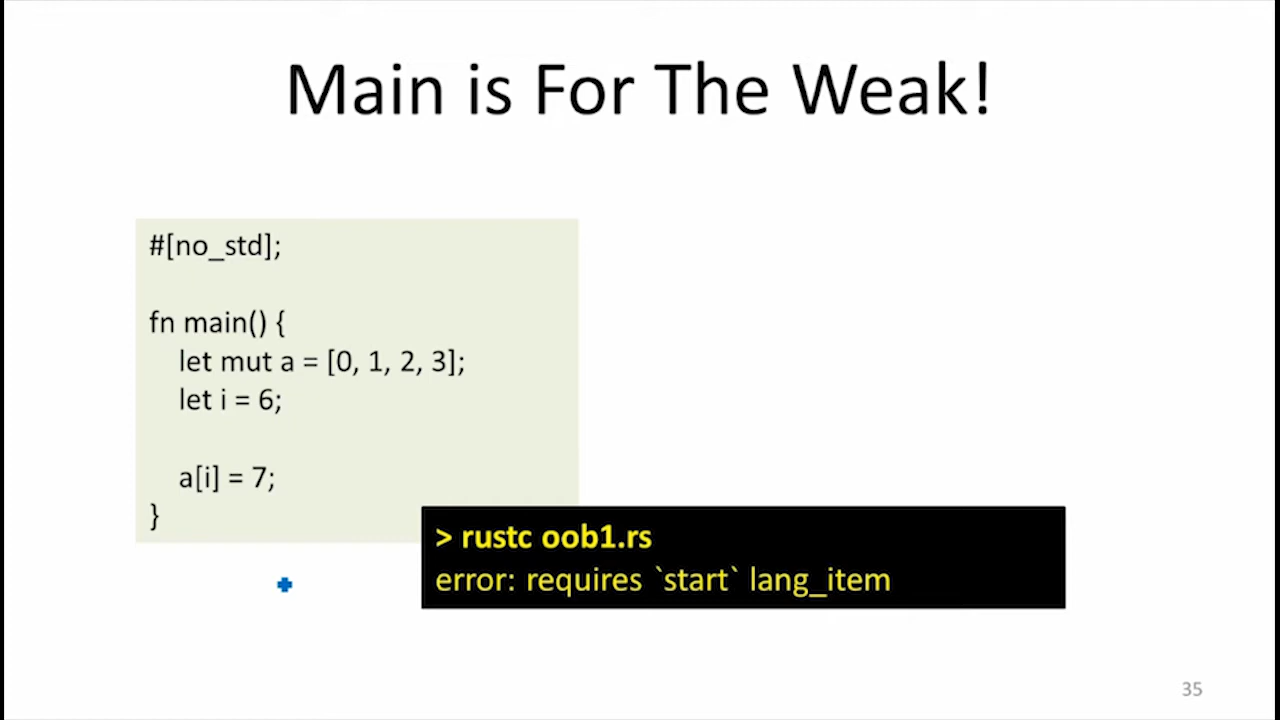 Main is For The Weak!
#[no_std];
fn main() {
let mut a = [0, 1, 2, 3];
let i = 6;
a[i] = 7;
}
> rustc oob1.rs
error: requires `start` lang_item
35